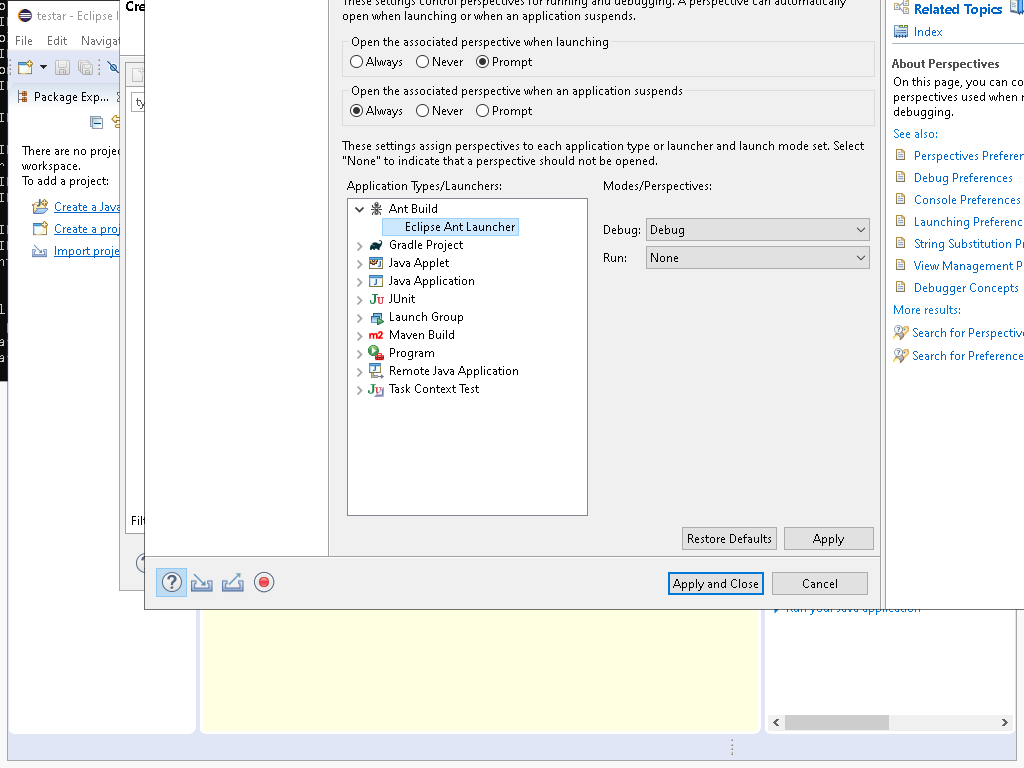 testar - Eclipse
Cre
These settings control perspectives for running and debugging. A perspective can automatically
open when launching or when an application suspends.
Related Topics
Index
File Edit Navigat
Open the associated perspective when launching
Always Never Prompt
About Perspectives
On this page, you can co
perspectives used when
debugging.
Open the associated perspective when an application suspends
Always Never Prompt
Package Exp...
ty
See also:
There are no proje
workspace.
To add a project:
Create a Java
Create a proj
Import proje
These settings assign perspectives to each application type or launcher and launch mode set. Select
"None" to indicate that a perspective should not be opened.
Application Types/Launchers:
Modes/Perspectives:
Ant Build
Eclipse Ant Launcher
Gradle Project
Java Applet
Java Application
JUnit
Launch Group
Maven Build
Program
Remote Java Application
Task Context Test
Debug: Debug
Run: None
Perspectives Preferen
Debug Preferences
Console Preferences
Launching Preferenc
String Substitution Pr
View Management P
Debugger Concepts
More results:
Search for Perspective
Search for Preference
Filt
Restore Defaults Apply
Apply and Close Cancel
Run your Java application